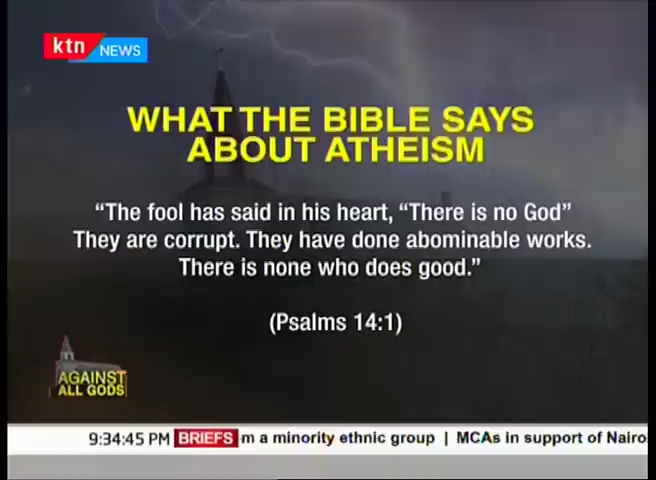 ktn NEWS
WHAT THE BIBLE SAYS
ABOUT ATHEISM
“The fool has said in his heart, “There is no God”
They are corrupt. They have done abominable works.
There is none who does good.”
(Psalms 14:1)
AGAINST
ALL GODS
9:34:45 PM BRIEFS m a minority ethnic group | MCAs in support of Nairo